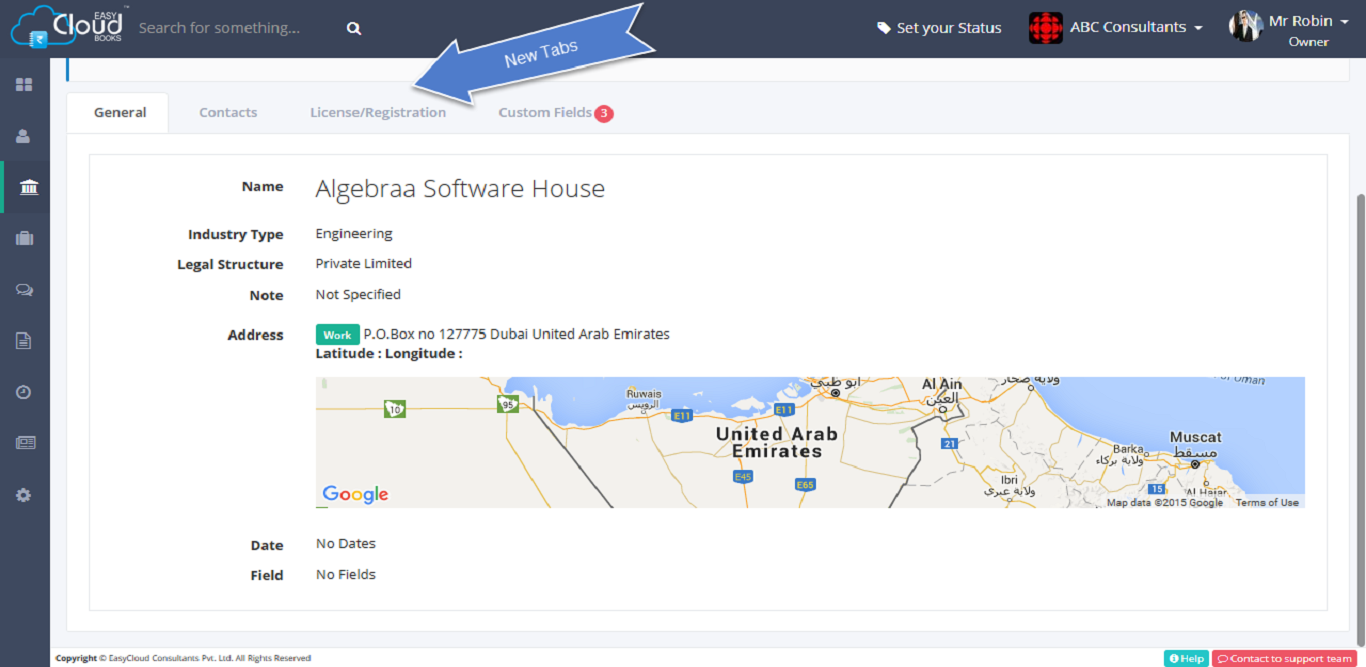 EASY
Cloud
BOOKS
™
Search for something...
Set your Status
ABC Consultants
Mr Robin
Owner
New Tabs
General
Contacts
License/Registration
Custom Fields 3
Name Algebraa Software House
Industry Type Engineering
Legal Structure Private Limited
Note Not Specified
Address Work P.O.Box no 127775 Dubai United Arab Emirates
Latitude : Longitude :
أبو ظبي
Al Ain
العين
ولاية صحار
of Oman
Ruwais
الرويس
10
95
E11
E11
United Arab
Emirates
21
Muscat
مسقط
Barka
ولاية بركاء
E45
E65
Ibri
ولاية عبري
15
Al Hajar
Google
Map data ©2015 Google Terms of Use
Date No Dates
Field No Fields
Copyright © EasyCloud Consultants Pvt. Ltd. All Rights Reserved
Help
Contact to support team